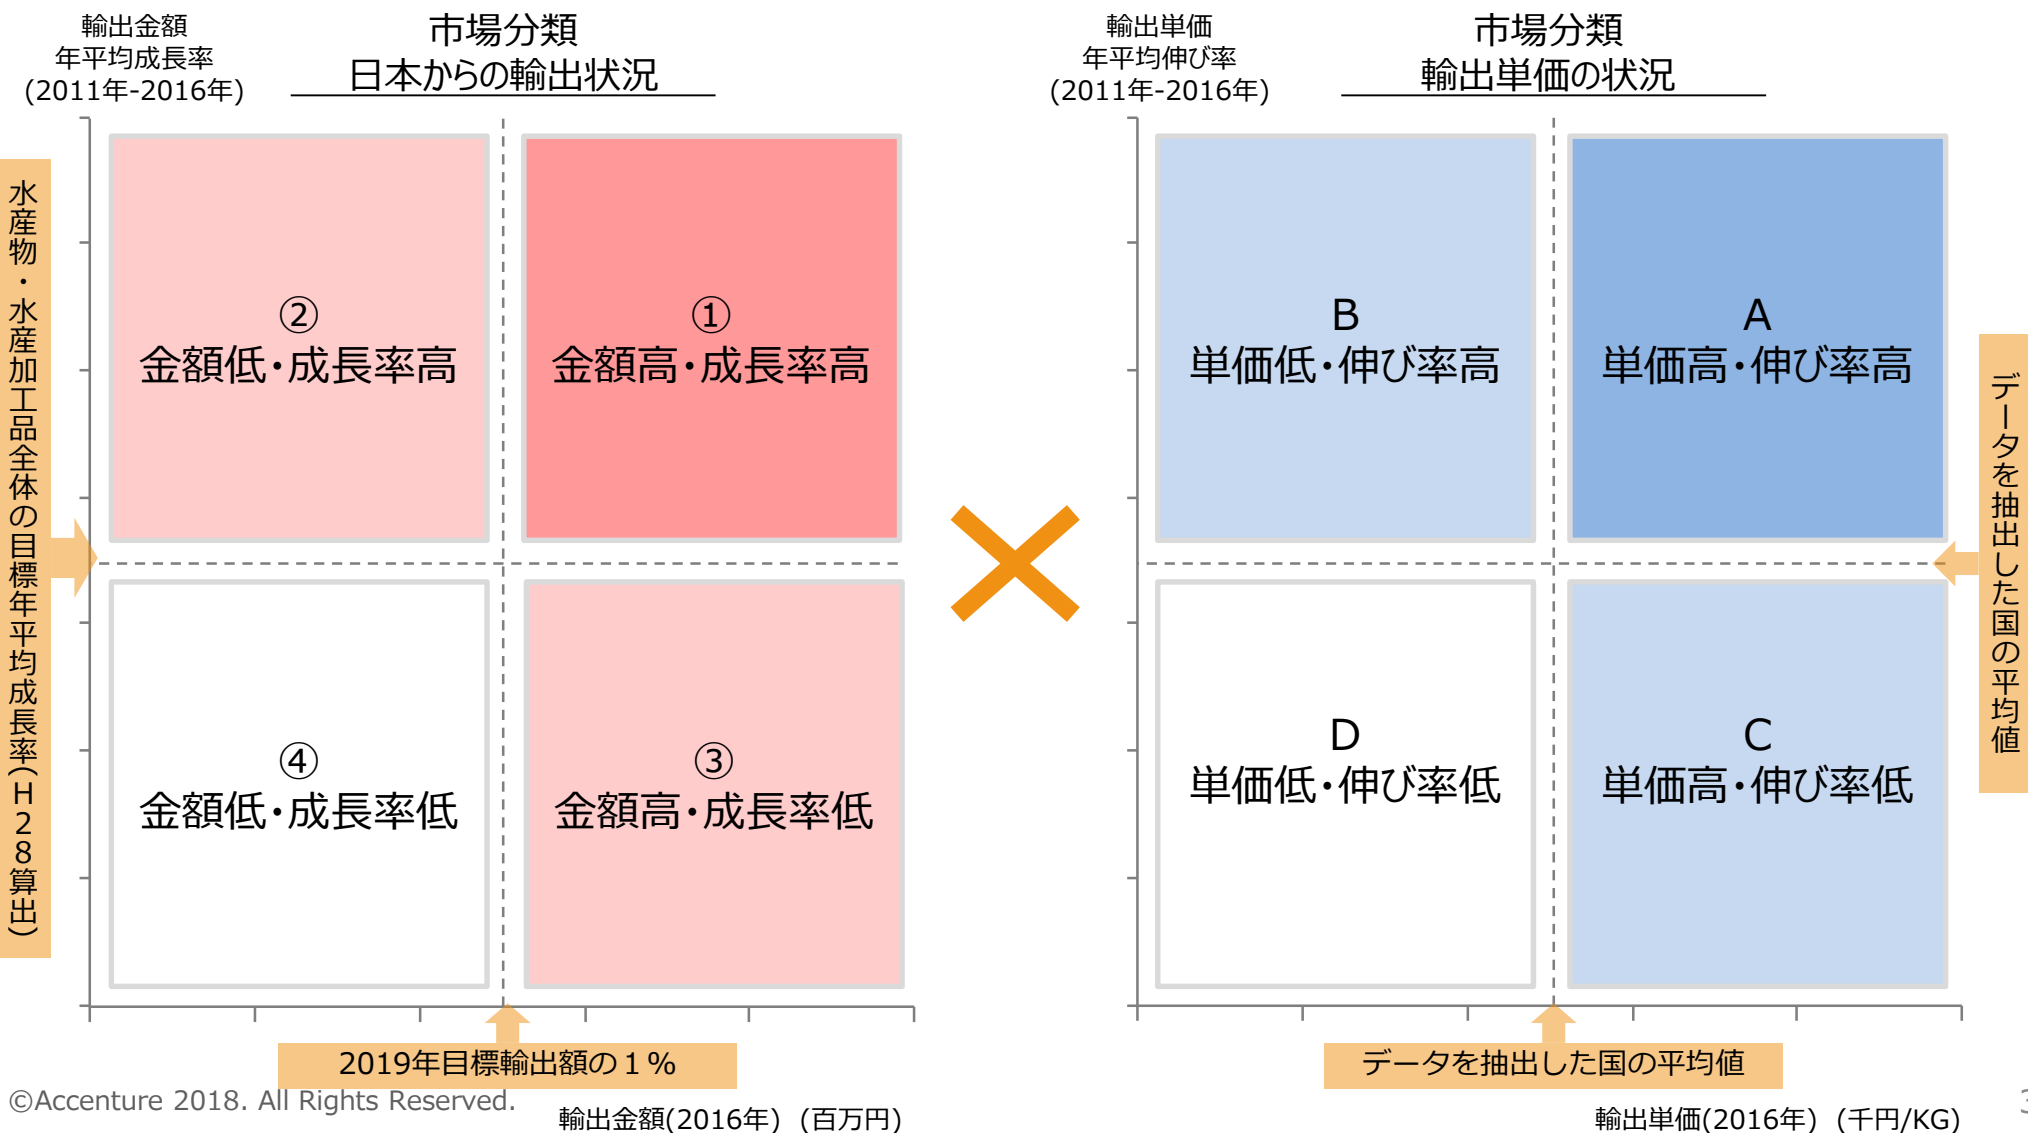 輸出金額
年平均成長率
(2011年-2016年)
市場分類
日本からの輸出状況
水産物・水産加工品全体の目標年平均成長率(H28算出)
②
金額低・成長率高
①
金額高・成長率高
④
金額低・成長率低
③
金額高・成長率低
2019年目標輸出額の1%
輸出金額(2016年) (百万円)
輸出単価
年平均伸び率
(2011年-2016年)
市場分類
輸出単価の状況
B
単価低・伸び率高
A
単価高・伸び率高
D
単価低・伸び率低
C
単価高・伸び率低
データを抽出した国の平均値
データを抽出した国の平均値
輸出単価(2016年) (千円/KG)
©Accenture 2018. All Rights Reserved.